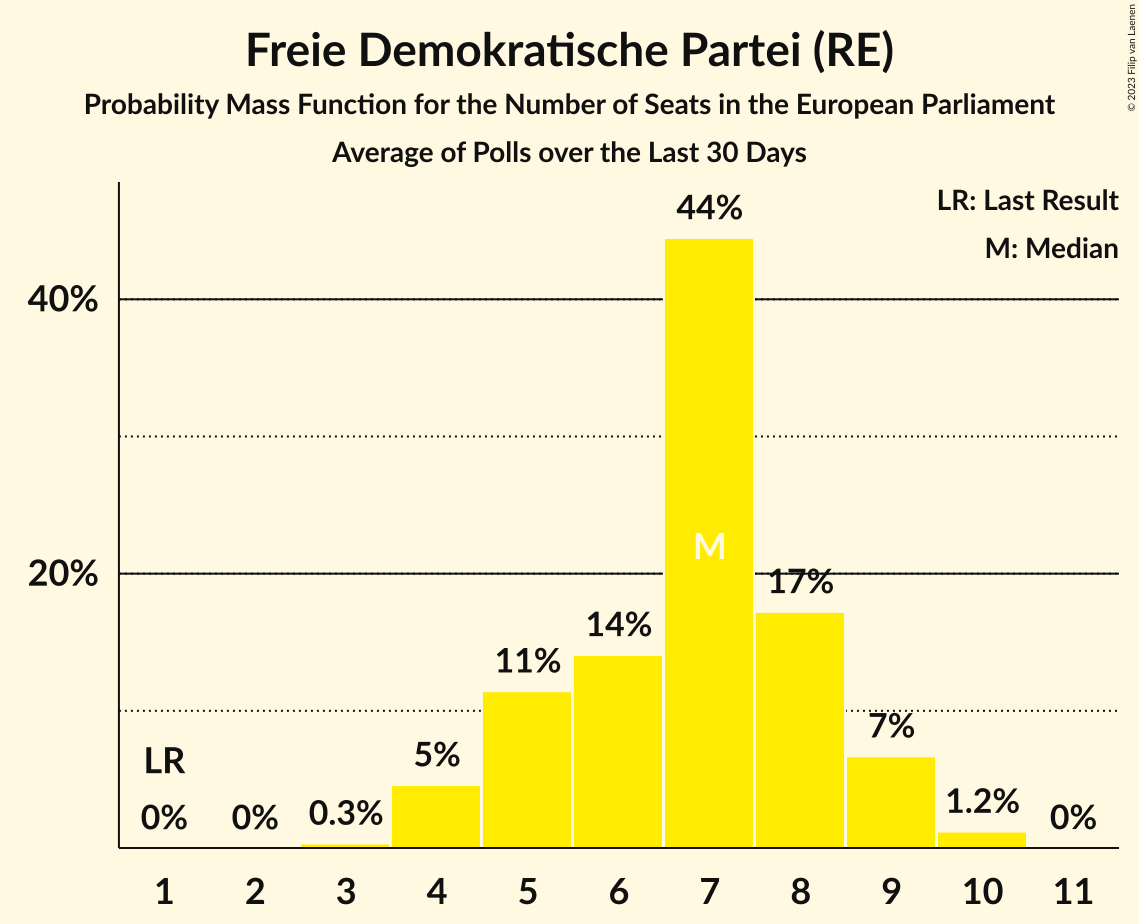 Freie Demokratische Partei (RE)
Probability Mass Function for the Number of Seats in the European Parliament
Average of Polls over the Last 30 Days
© 2023 Filip van Laenen
LR: Last Result
M: Median
44%
40%
M
20%
17%
14%
11%
7%
5%
LR
0%
0%
0.3%
1.2%
0%
1 2 3 4 5 6 7 8 9 10 11